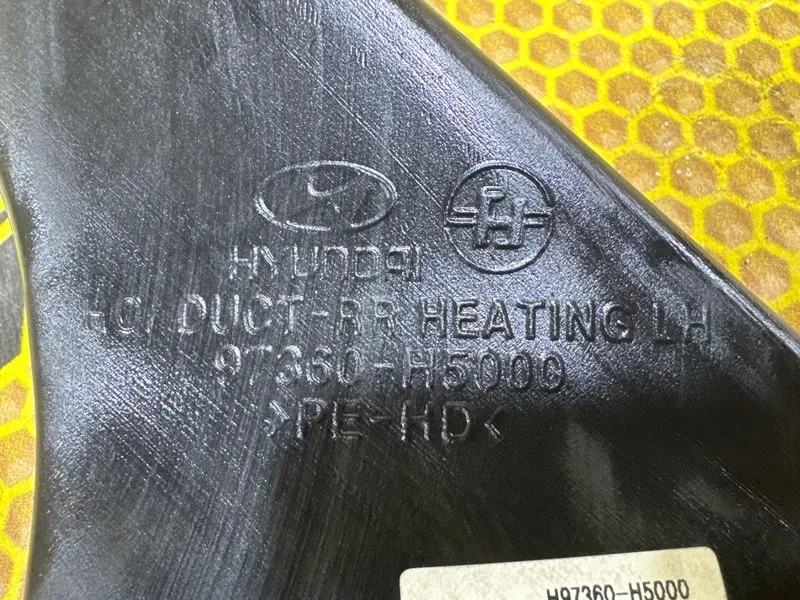 HYUNDAI
HCI DUCT-RR HEATING LH
97360-H5000
>PE-HD<
H97360-H5000